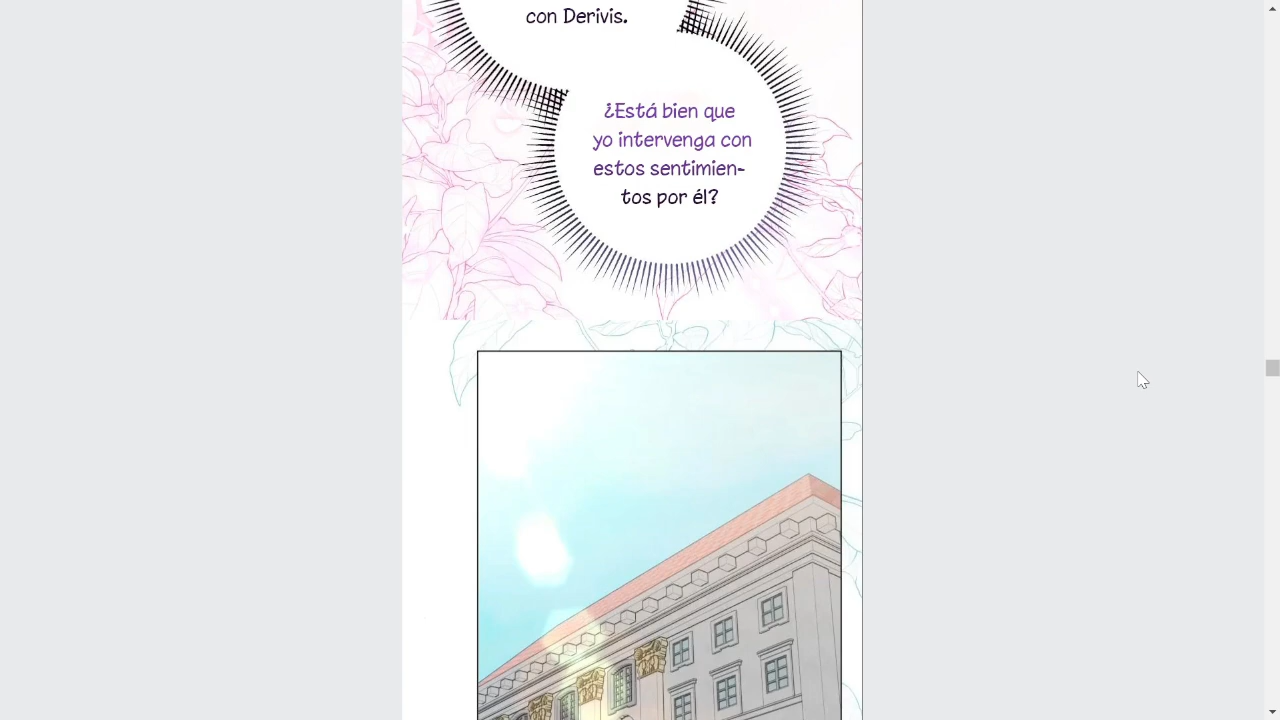 con Derivis.
¿Está bien que
yo intervenga con
estos sentimien-
tos por él?